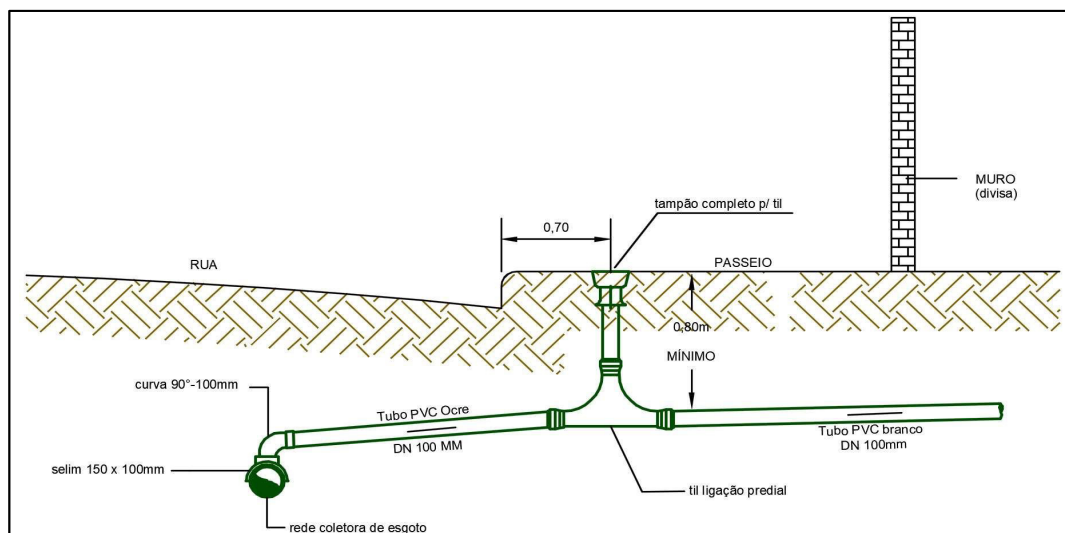 MURO
(divisa)
tampão completo p/ til
0,70
RUA
PASSEIO
0,80m
MÍNIMO
curva 90°-100mm
Tubo PVC Ocre
DN 100 MM
Tubo PVC branco
DN 100mm
selim 150 x 100mm
til ligação predial
rede coletora de esgoto